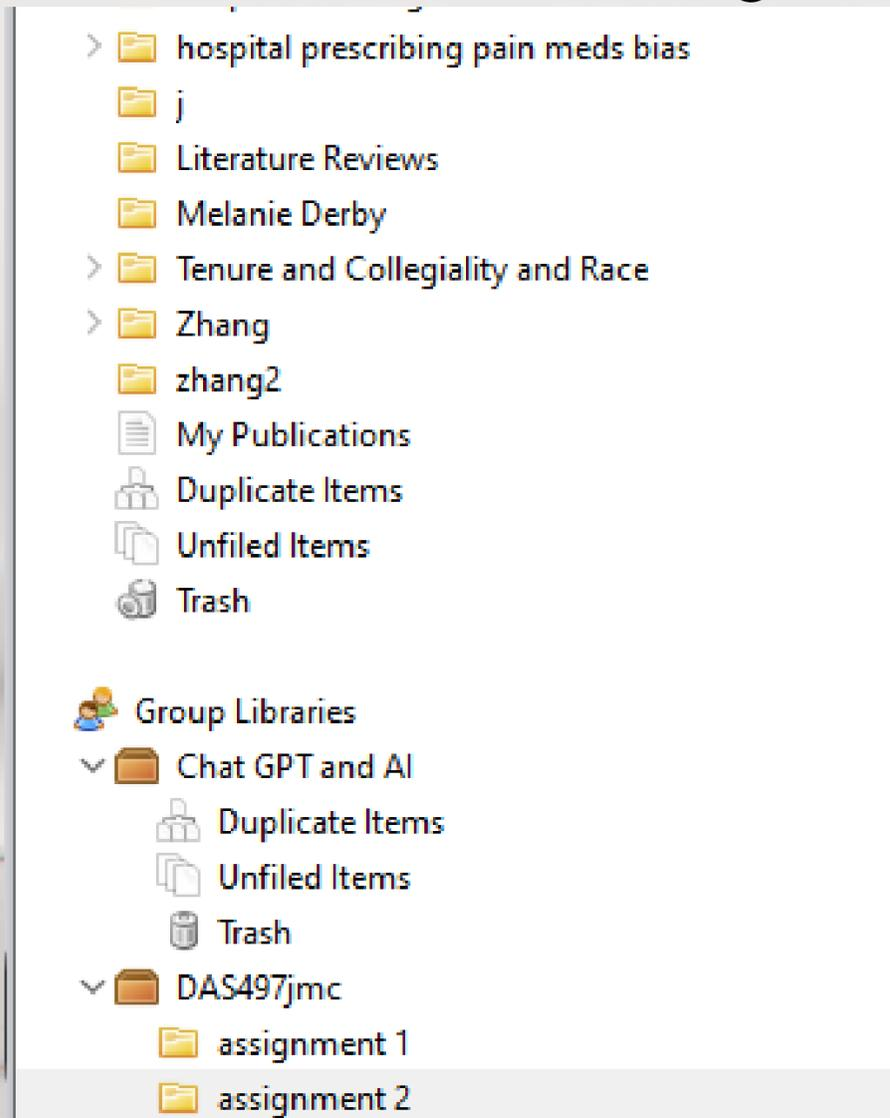 hospital prescribing pain meds bias
j
Literature Reviews
Melanie Derby
Tenure and Collegiality and Race
Zhang
zhang2
My Publications
Duplicate Items
Unfiled Items
Trash
Group Libraries
Chat GPT and AI
Duplicate Items
Unfiled Items
Trash
DAS497jmc
assignment 1
assignment 2